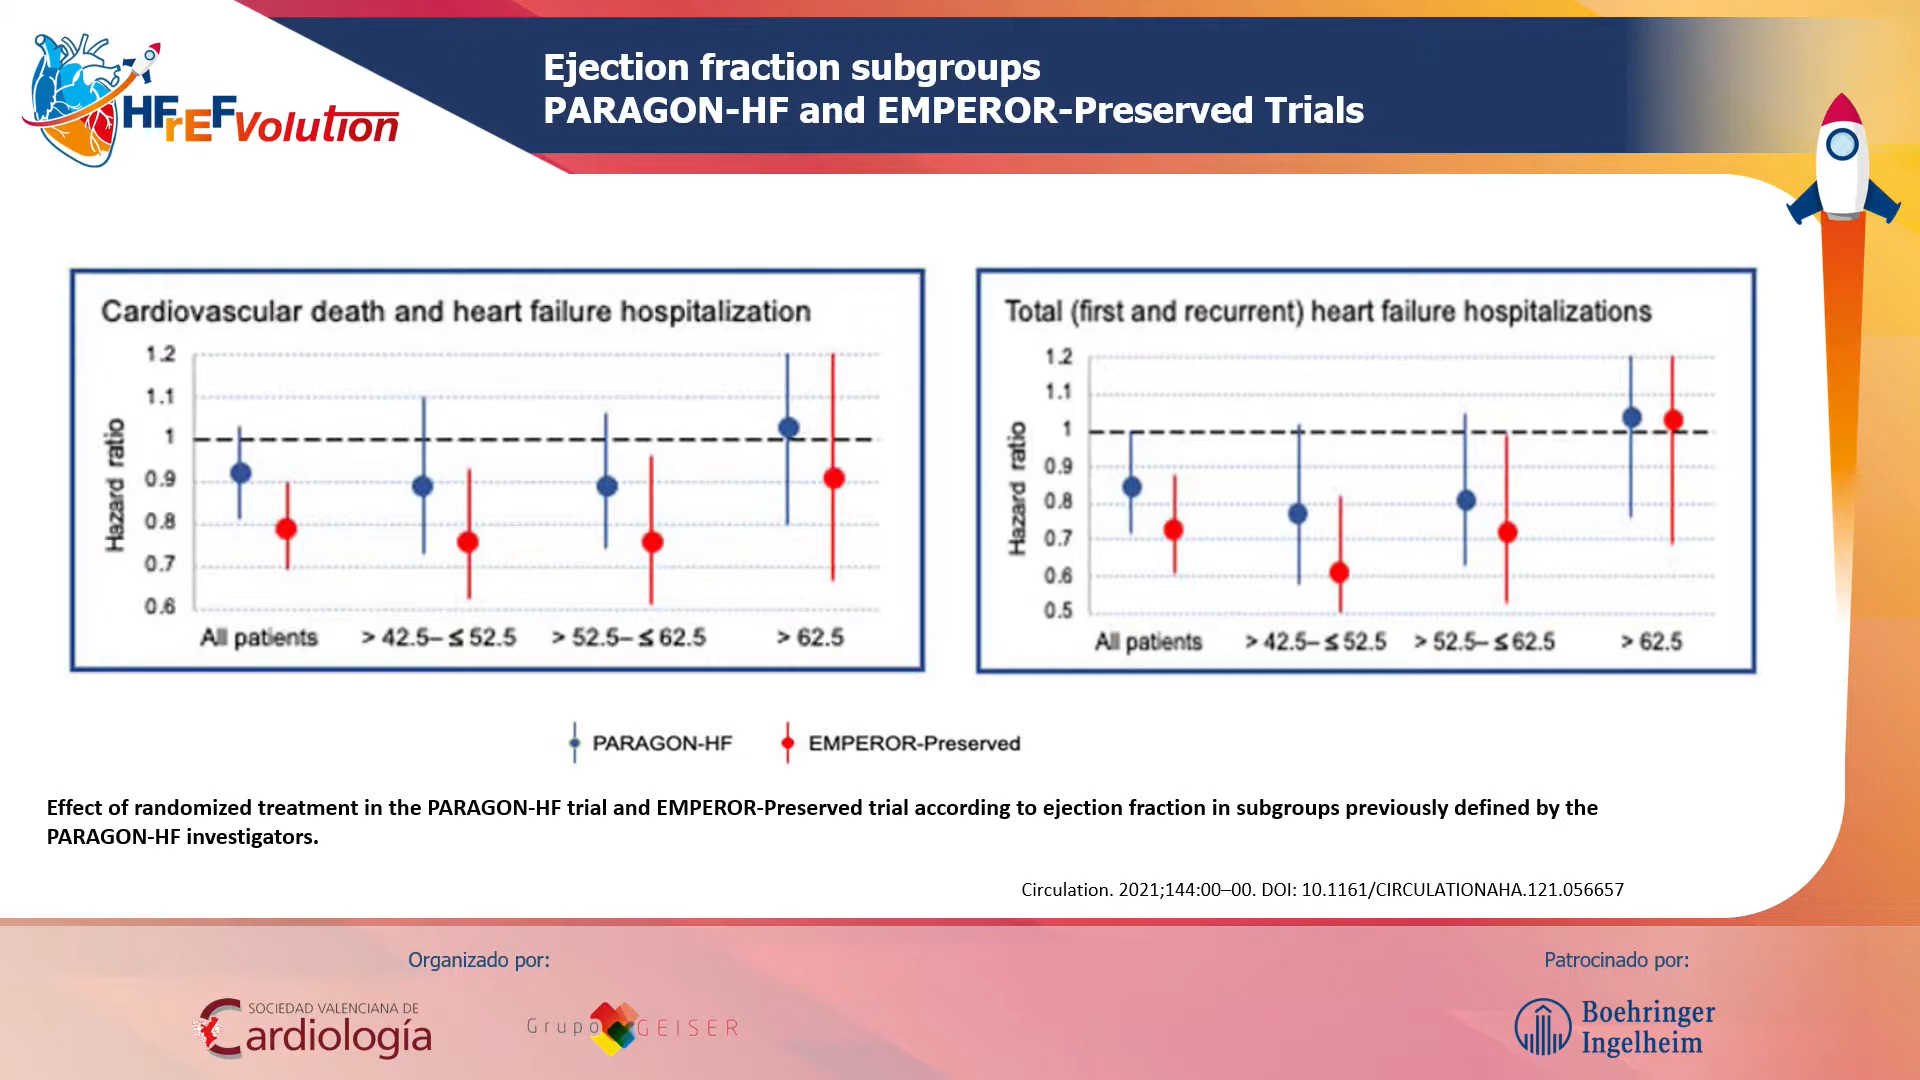 HFrEFvolution
Ejection fraction subgroups
PARAGON-HF and EMPEROR-Preserved Trials
Cardiovascular death and heart failure hospitalization
Hazard ratio
1.2
1.1
1
0.9
0.8
0.7
0.6
All patients
> 42.5– ≤ 52.5
> 52.5– ≤ 62.5
> 62.5
Total (first and recurrent) heart failure hospitalizations
Hazard ratio
1.2
1.1
1
0.9
0.8
0.7
0.6
0.5
All patients
> 42.5– ≤ 52.5
> 52.5– ≤ 62.5
> 62.5
PARAGON-HF
EMPEROR-Preserved
Effect of randomized treatment in the PARAGON-HF trial and EMPEROR-Preserved trial according to ejection fraction in subgroups previously defined by the
PARAGON-HF investigators.
Circulation. 2021;144:00–00. DOI: 10.1161/CIRCULATIONAHA.121.056657
Organizado por:
SOCIEDAD VALENCIANA DE
Cardiología
Grupo GEISER
Patrocinado por:
Boehringer
Ingelheim